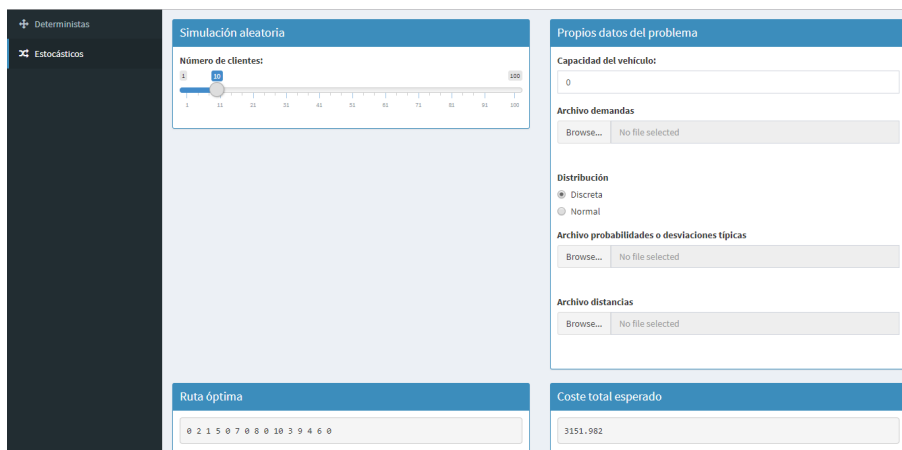 Deterministas
Estocásticos
Simulación aleatoria
Número de clientes:
1 10 100
1 11 21 31 41 51 61 71 81 91 100
Propios datos del problema
Capacidad del vehículo:
0
Archivo demandas
Browse... No file selected
Distribución
Discreta
Normal
Archivo probabilidades o desviaciones típicas
Browse... No file selected
Archivo distancias
Browse... No file selected
Ruta óptima
0 2 1 5 0 7 0 8 0 10 3 9 4 6 0
Coste total esperado
3151.982